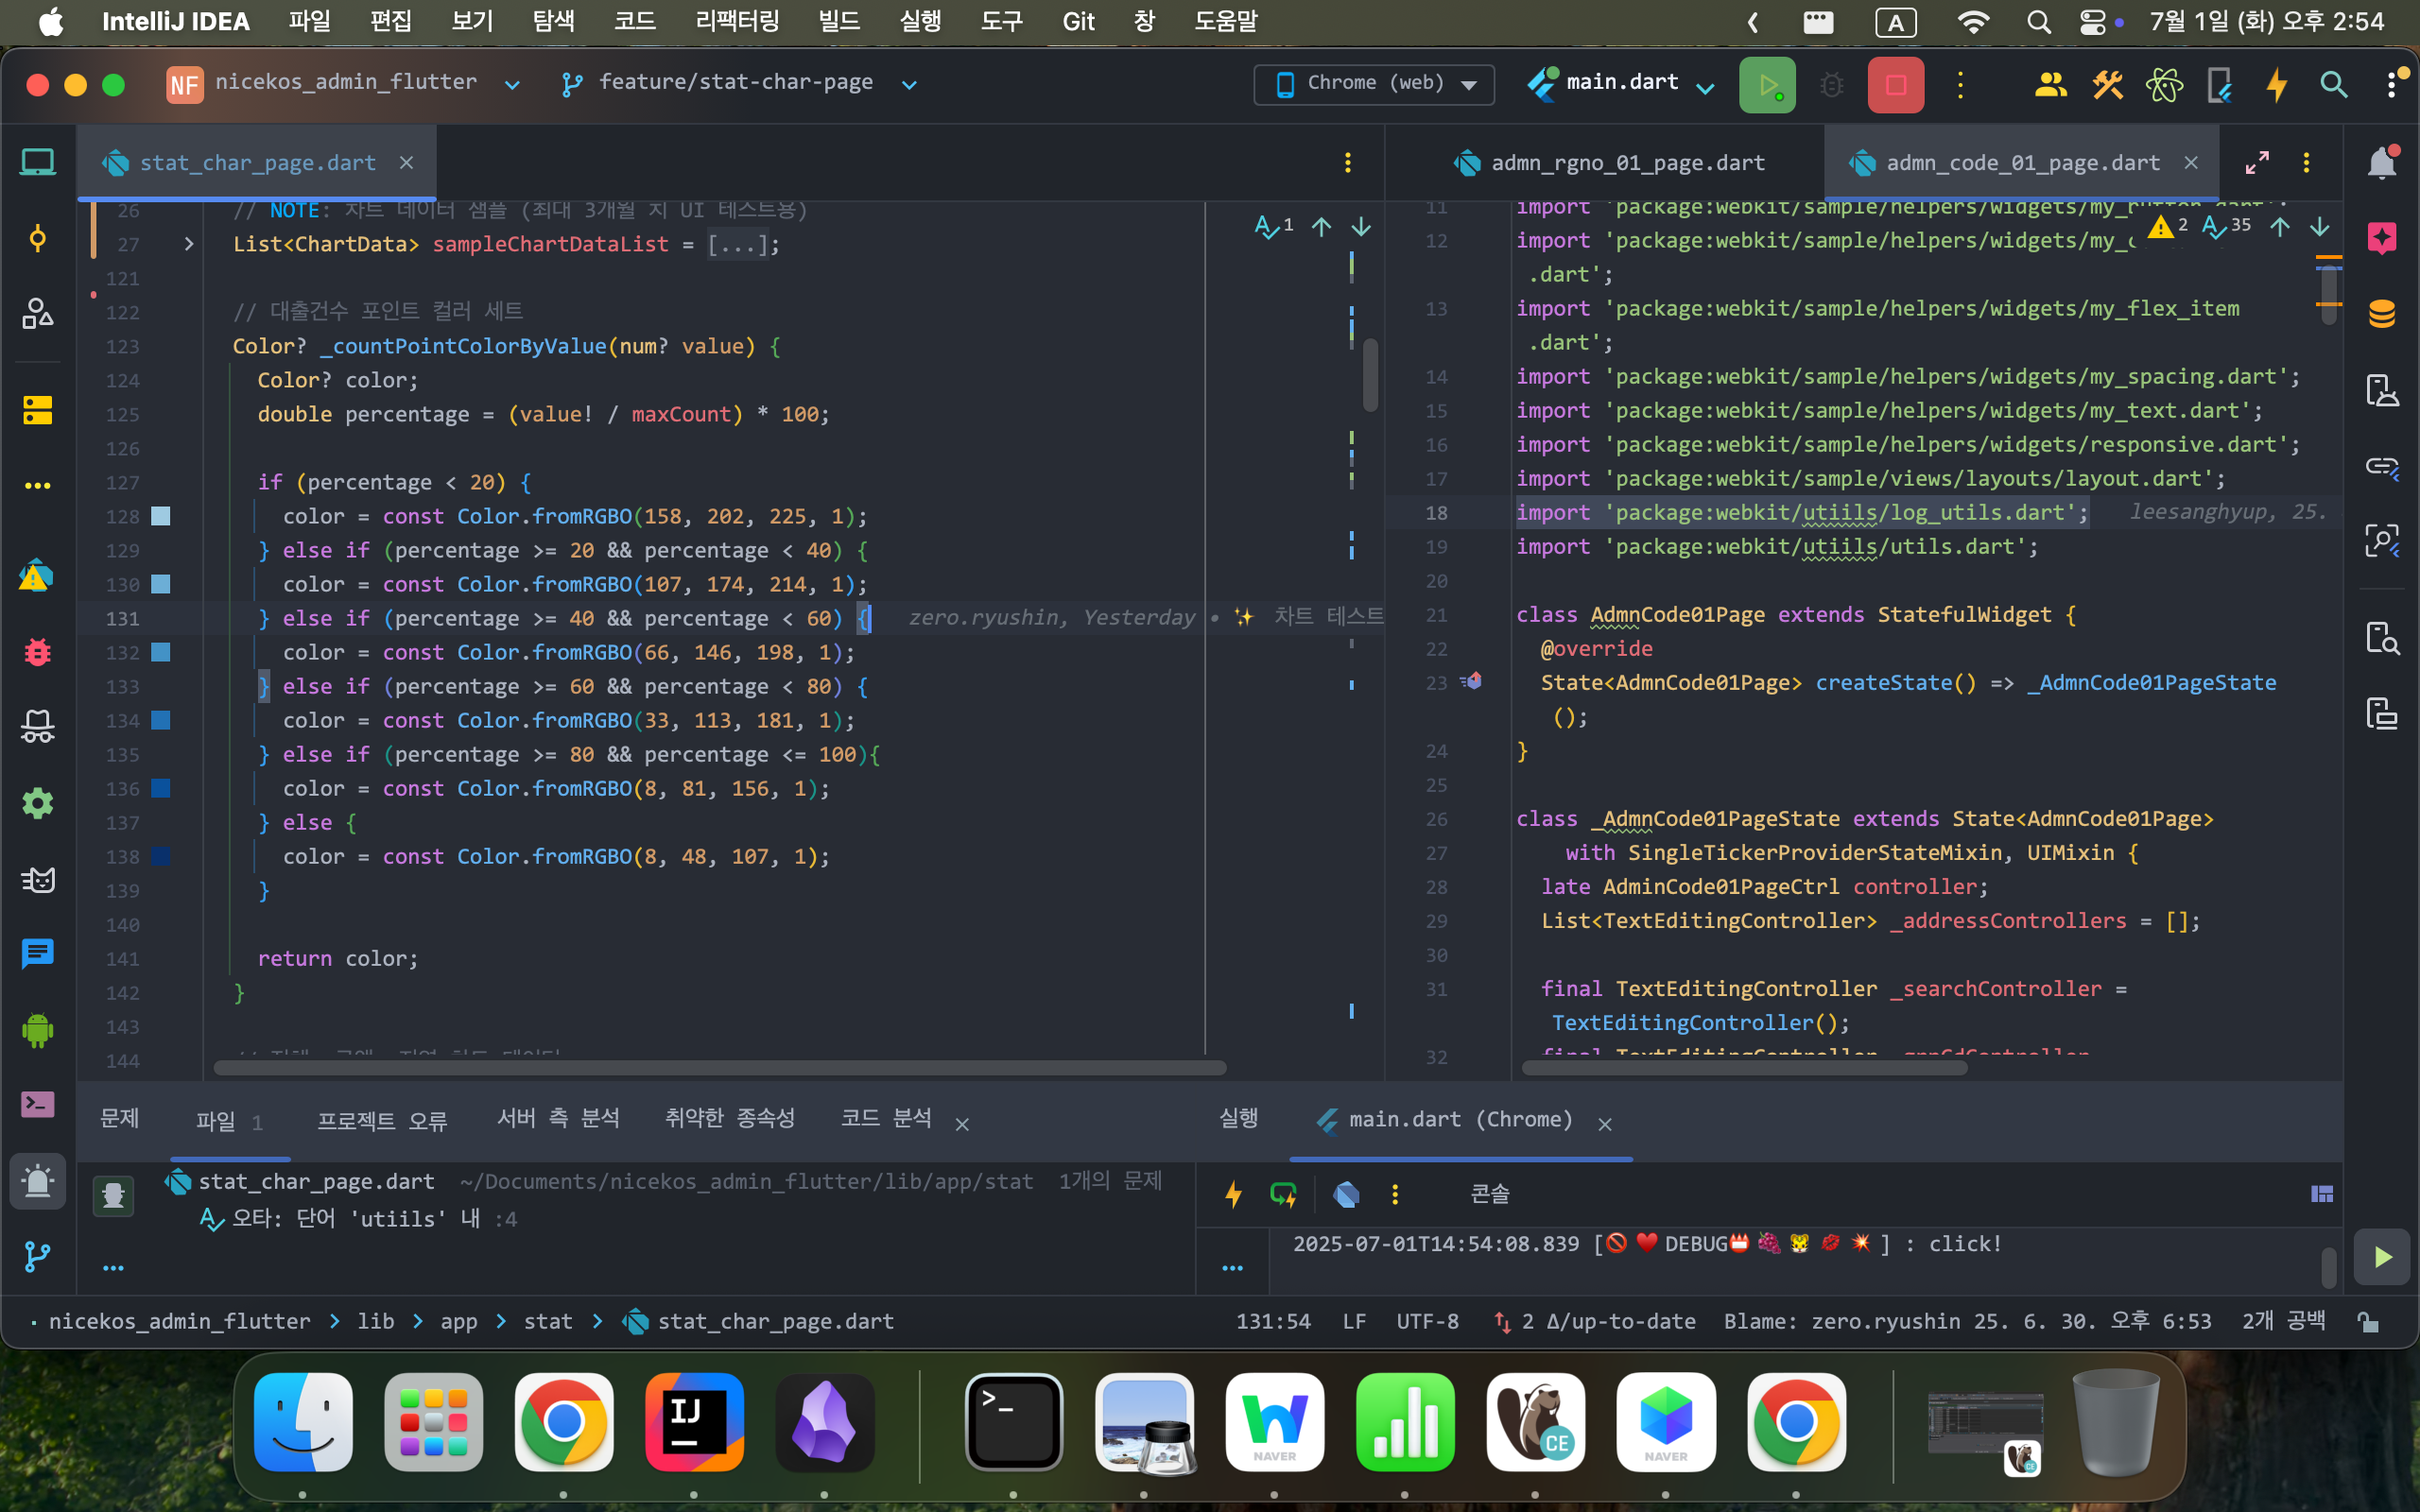 IntelliJ IDEA 파일 편집 보기 탐색 코드 리팩터링 빌드 실행 도구 Git 창 도움말 A 7월 1일 (화) 오후 2:54
NF nicekos_admin_flutter feature/stat-char-page Chrome (web) main.dart
stat_char_page.dart
26 // NOTE: 차트 데이터 샘플 (최대 3개월 치 UI 테스트용)
27 List<ChartData> sampleChartDataList = [...];
121
122 // 대출건수 포인트 컬러 세트
123 Color? _countPointColorByValue(num? value) {
124 Color? color;
125 double percentage = (value! / maxCount) * 100;
126
127 if (percentage < 20) {
128 color = const Color.fromRGBO(158, 202, 225, 1);
129 } else if (percentage >= 20 && percentage < 40) {
130 color = const Color.fromRGBO(107, 174, 214, 1);
131 } else if (percentage >= 40 && percentage < 60) { zero.ryushin, Yesterday • ✨ 차트 테스트
132 color = const Color.fromRGBO(66, 146, 198, 1);
133 } else if (percentage >= 60 && percentage < 80) {
134 color = const Color.fromRGBO(33, 113, 181, 1);
135 } else if (percentage >= 80 && percentage <= 100){
136 color = const Color.fromRGBO(8, 81, 156, 1);
137 } else {
138 color = const Color.fromRGBO(8, 48, 107, 1);
139 }
140
141 return color;
142 }
143
144
1
admn_rgno_01_page.dart admn_code_01_page.dart
2 35
11 import 'package:webkit/sample/helpers/widgets/my_button.dart';
12 import 'package:webkit/sample/helpers/widgets/my_
.dart';
13 import 'package:webkit/sample/helpers/widgets/my_flex_item
.dart';
14 import 'package:webkit/sample/helpers/widgets/my_spacing.dart';
15 import 'package:webkit/sample/helpers/widgets/my_text.dart';
16 import 'package:webkit/sample/helpers/widgets/responsive.dart';
17 import 'package:webkit/sample/views/layouts/layout.dart';
18 import 'package:webkit/utiils/log_utils.dart'; leesanghyup, 25.
19 import 'package:webkit/utiils/utils.dart';
20
21 class AdmnCode01Page extends StatefulWidget {
22 @override
23 State<AdmnCode01Page> createState() => _AdmnCode01PageState
();
24 }
25
26 class _AdmnCode01PageState extends State<AdmnCode01Page>
27 with SingleTickerProviderStateMixin, UIMixin {
28 late AdminCode01PageCtrl controller;
29 List<TextEditingController> _addressControllers = [];
30
31 final TextEditingController _searchController =
TextEditingController();
32 final TextEditingController _grpCdController
문제 파일 1 프로젝트 오류 서버 측 분석 취약한 종속성 코드 분석
stat_char_page.dart ~/Documents/nicekos_admin_flutter/lib/app/stat 1개의 문제
오타: 단어 'utiils' 내 :4
실행 main.dart (Chrome)
콘솔
2025-07-01T14:54:08.839 [🚫♥️DEBUG📛🍇🐯💋💥] : click!
nicekos_admin_flutter > lib > app > stat > stat_char_page.dart
131:54 LF UTF-8 2 Δ/up-to-date Blame: zero.ryushin 25. 6. 30. 오후 6:53 2개 공백
IJ
>_
NAVER
CE
NAVER